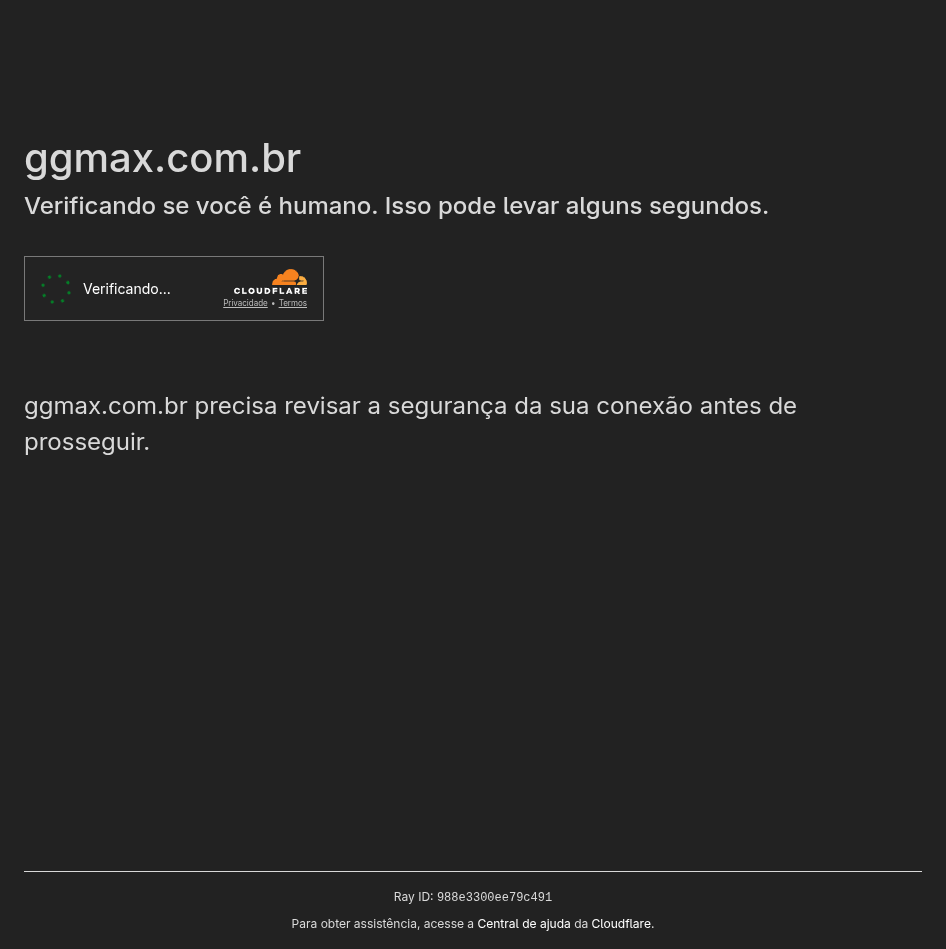 ggmax.com.br
Verificando se você é humano. Isso pode levar alguns segundos.
Verificando...
CLOUDFLARE
Privacidade • Termos
ggmax.com.br precisa revisar a segurança da sua conexão antes de
prosseguir.
Ray ID: 988e3300ee79c491
Para obter assistência, acesse a Central de ajuda da Cloudflare.